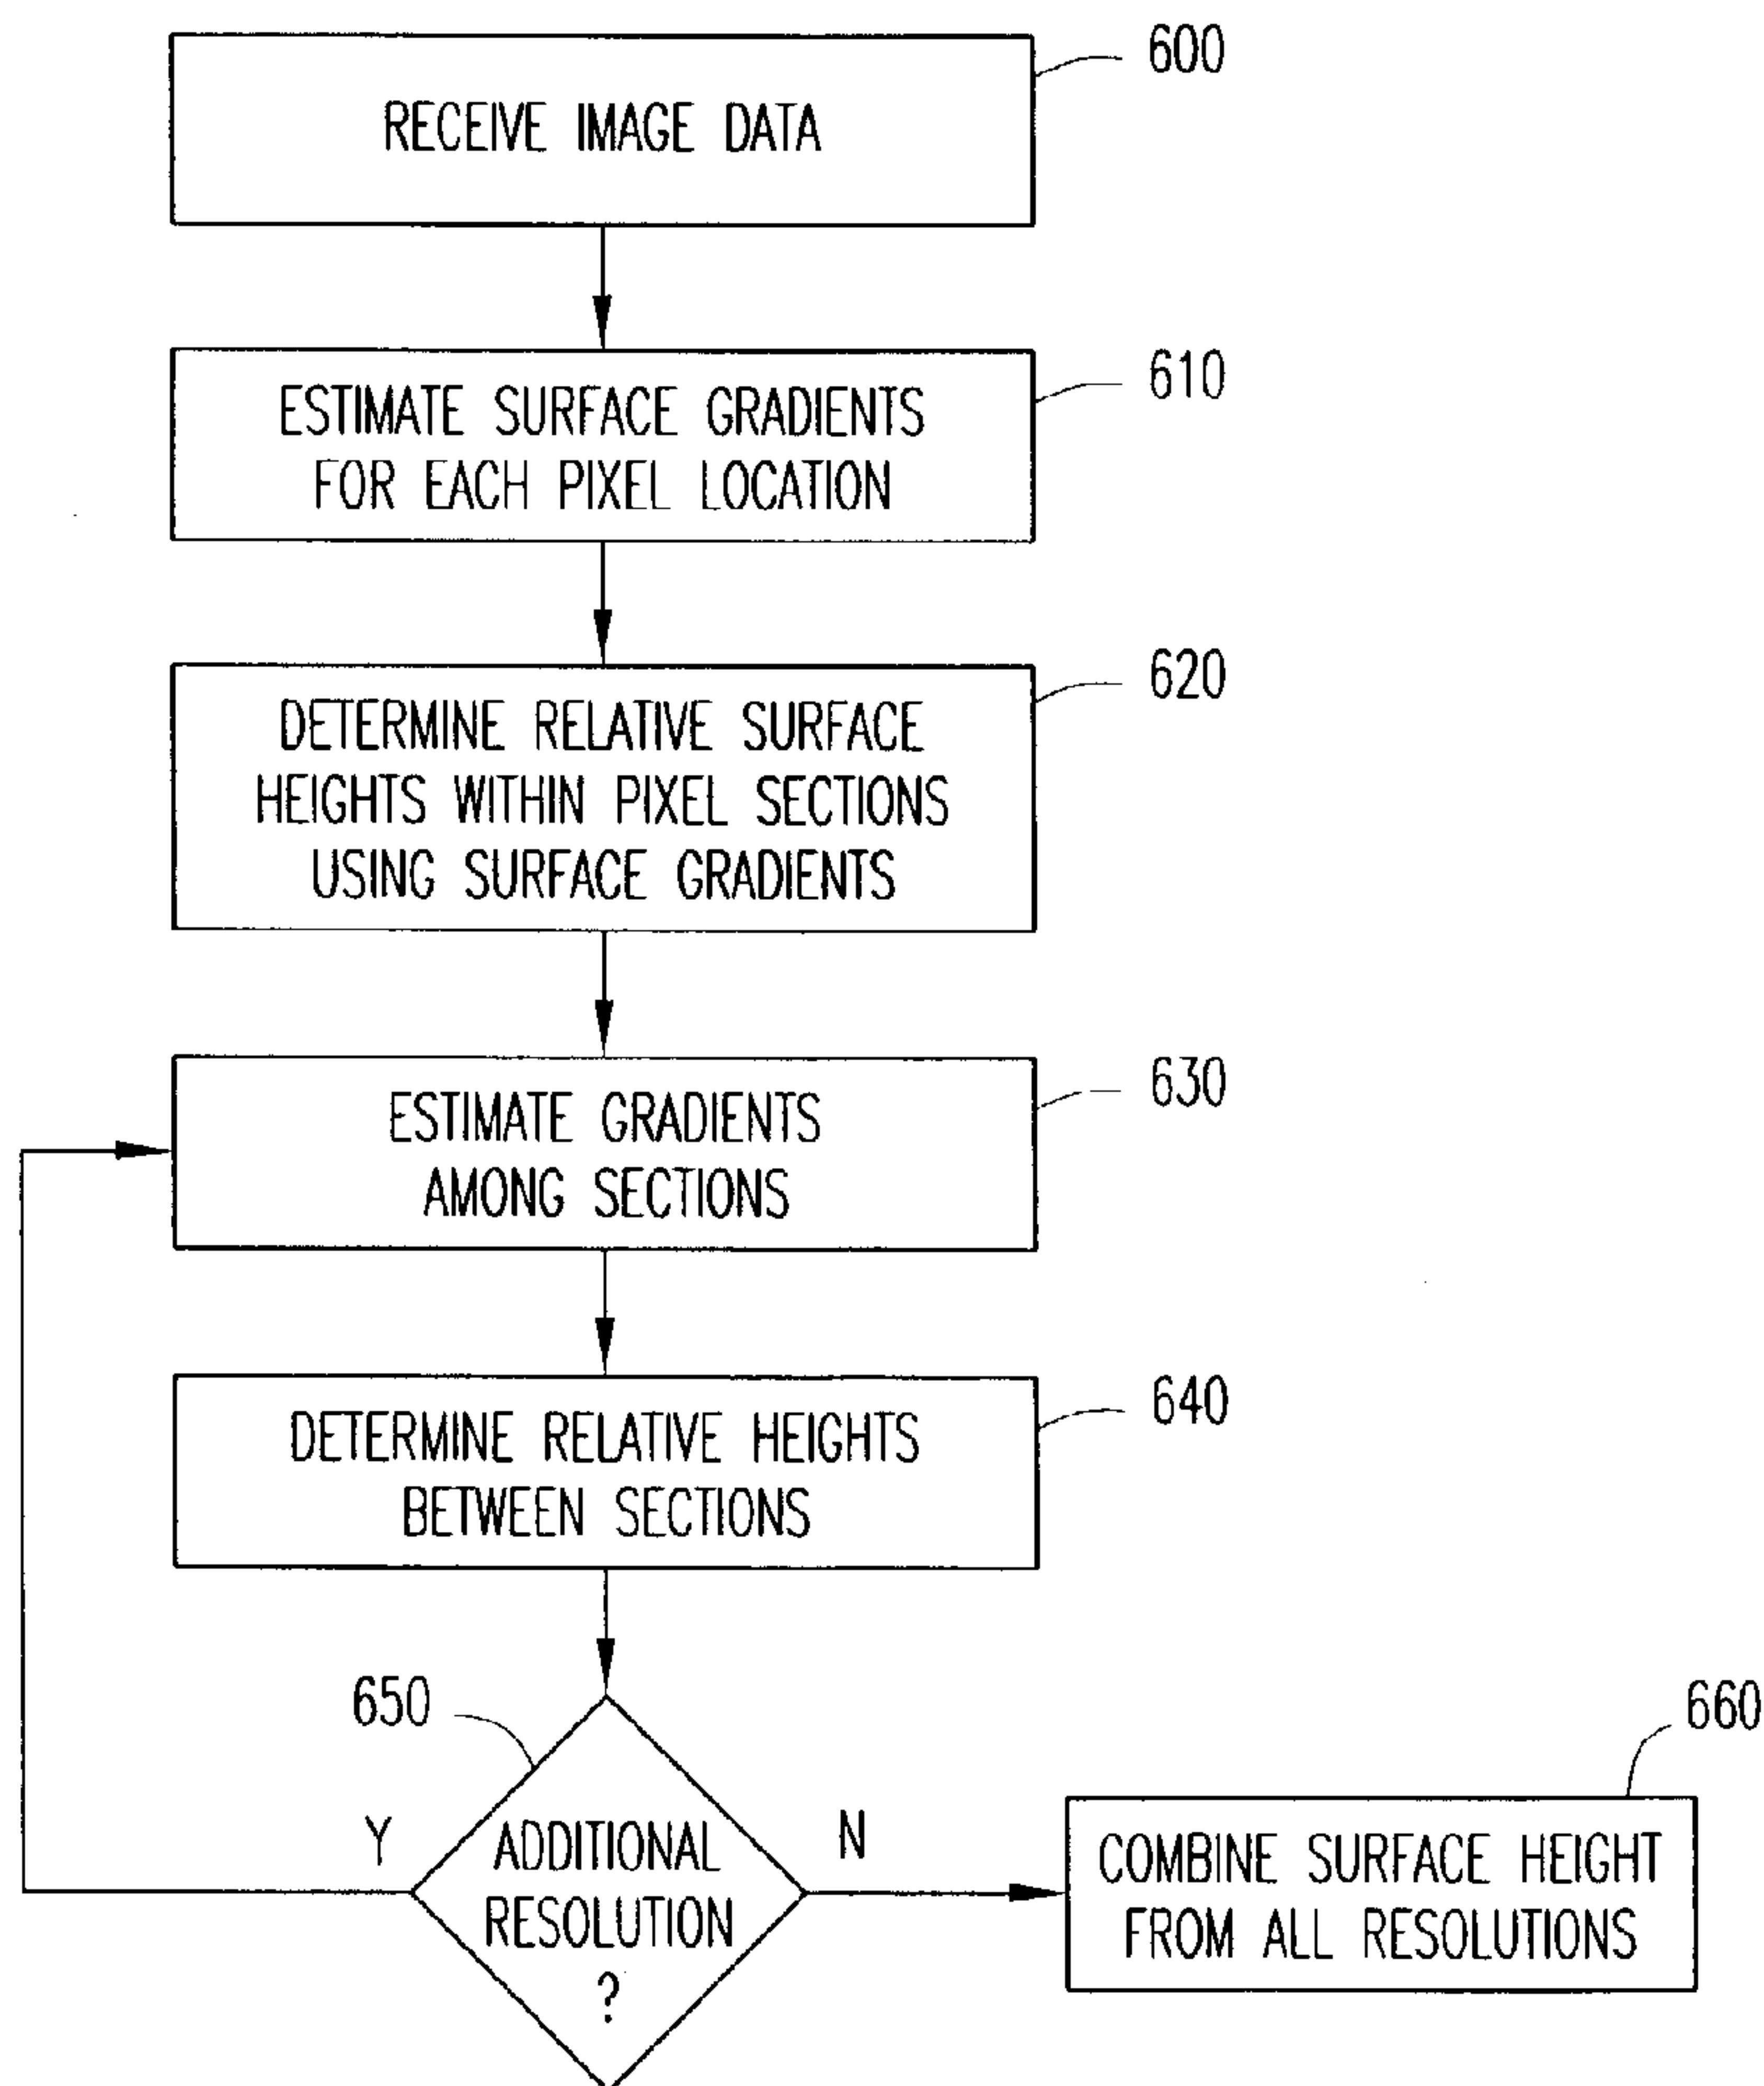 600
RECEIVE IMAGE DATA
610
ESTIMATE SURFACE GRADIENTS
FOR EACH PIXEL LOCATION
620
DETERMINE RELATIVE SURFACE
HEIGHTS WITHIN PIXEL SECTIONS
USING SURFACE GRADIENTS
630
ESTIMATE GRADIENTS
AMONG SECTIONS
640
DETERMINE RELATIVE HEIGHTS
BETWEEN SECTIONS
650
660
Y
ADDITIONAL
RESOLUTION
?
N
COMBINE SURFACE HEIGHT
FROM ALL RESOLUTIONS